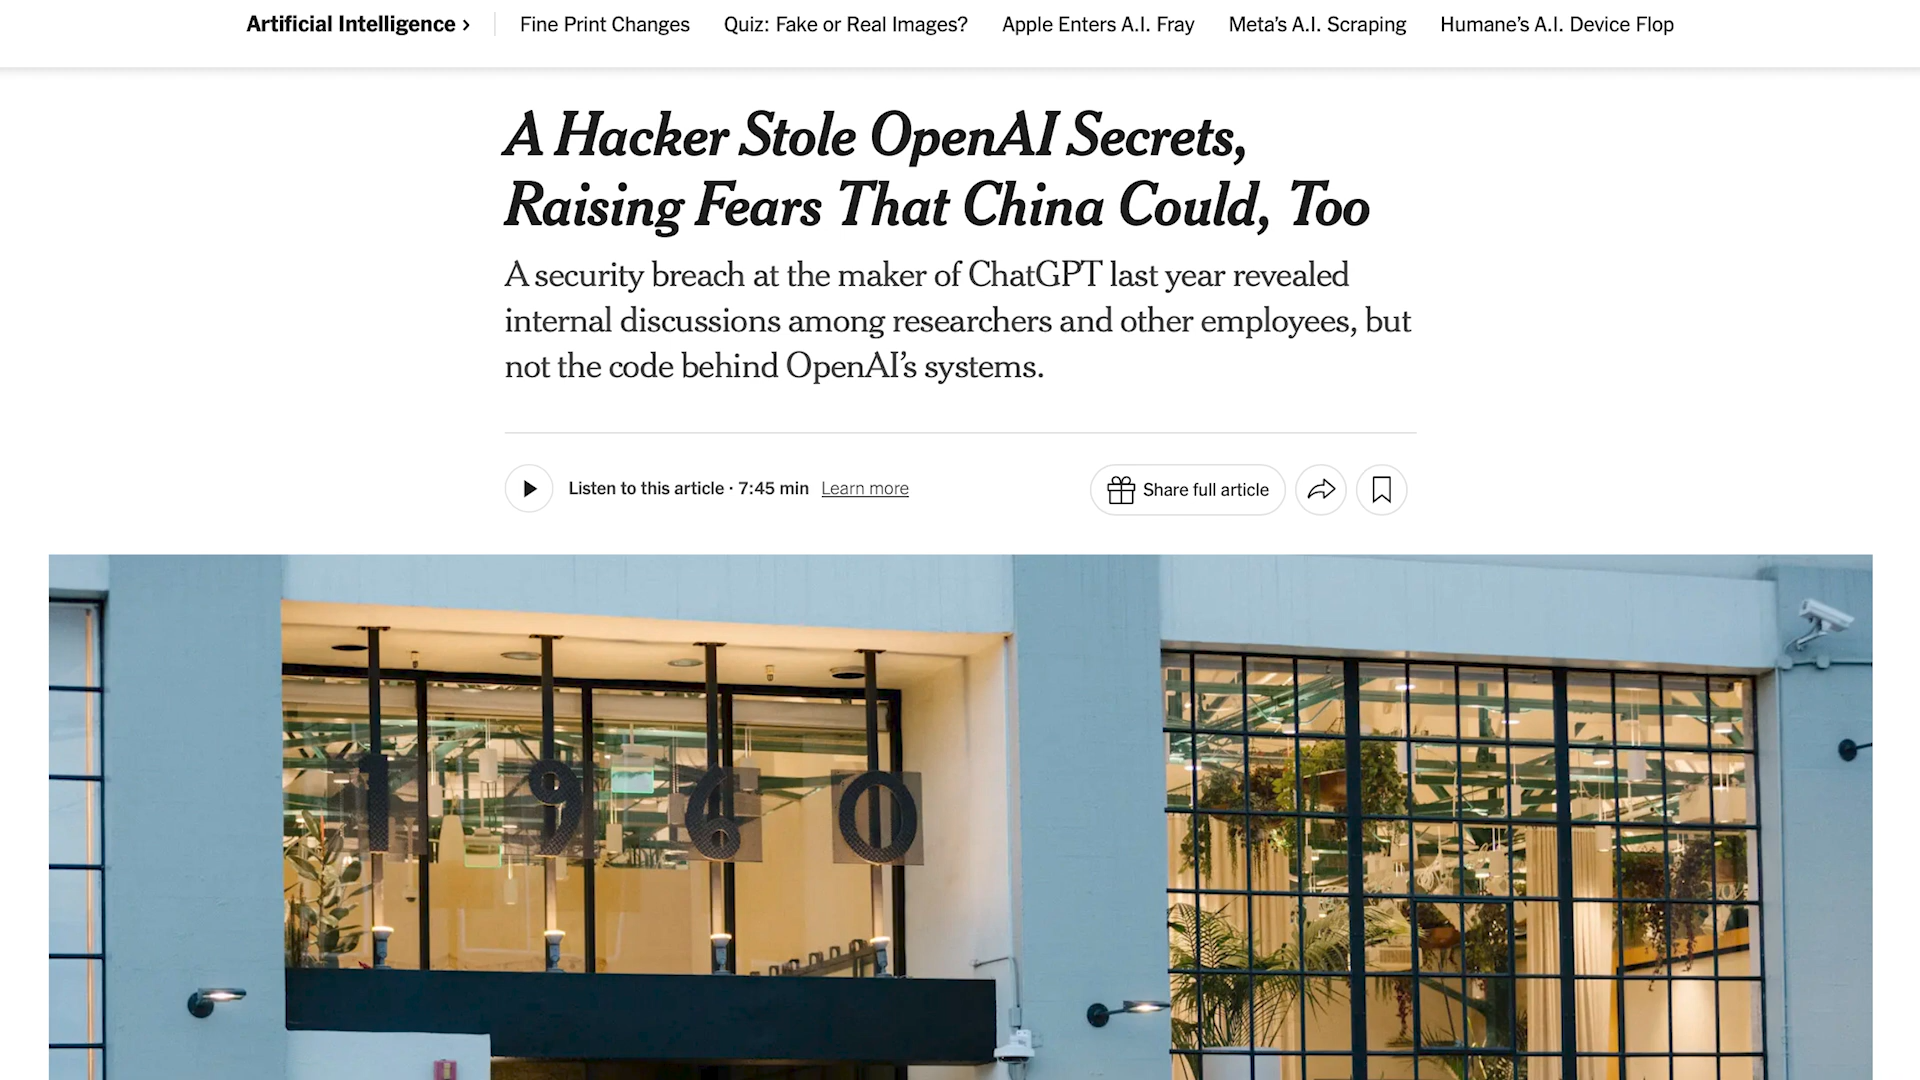 Artificial Intelligence › Fine Print Changes Quiz: Fake or Real Images? Apple Enters A.I. Fray Meta’s A.I. Scraping Humane’s A.I. Device Flop
A Hacker Stole OpenAI Secrets,
Raising Fears That China Could, Too
A security breach at the maker of ChatGPT last year revealed
internal discussions among researchers and other employees, but
not the code behind OpenAI’s systems.
Listen to this article · 7:45 min Learn more
Share full article
1960